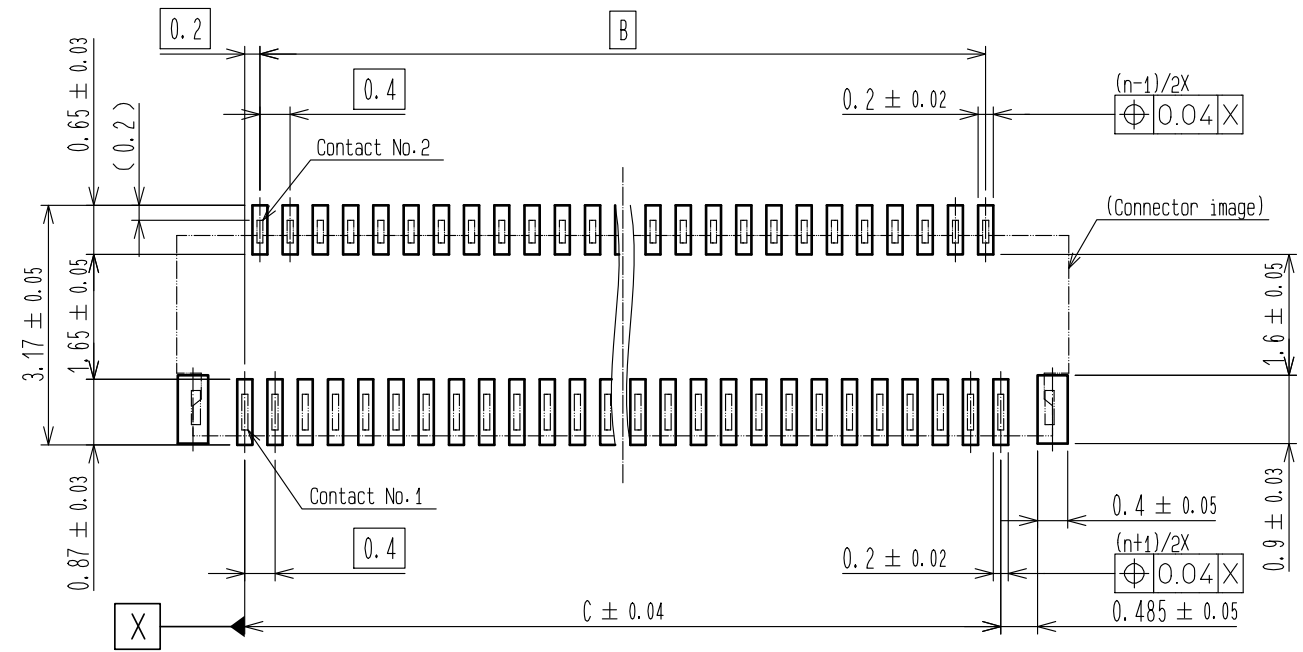 0.2
B
0.65 ± 0.03
(0.2)
0.4
0.2 ± 0.02
(n-1)/2X
⌖ 0.04 X
Contact No.2
(Connector image)
3.17 ± 0.05
1.65 ± 0.05
1.6 ± 0.05
0.87 ± 0.03
Contact No.1
0.4
0.2 ± 0.02
0.4 ± 0.05
(n+1)/2X
⌖ 0.04 X
0.9 ± 0.03
X
C ± 0.04
0.485 ± 0.05